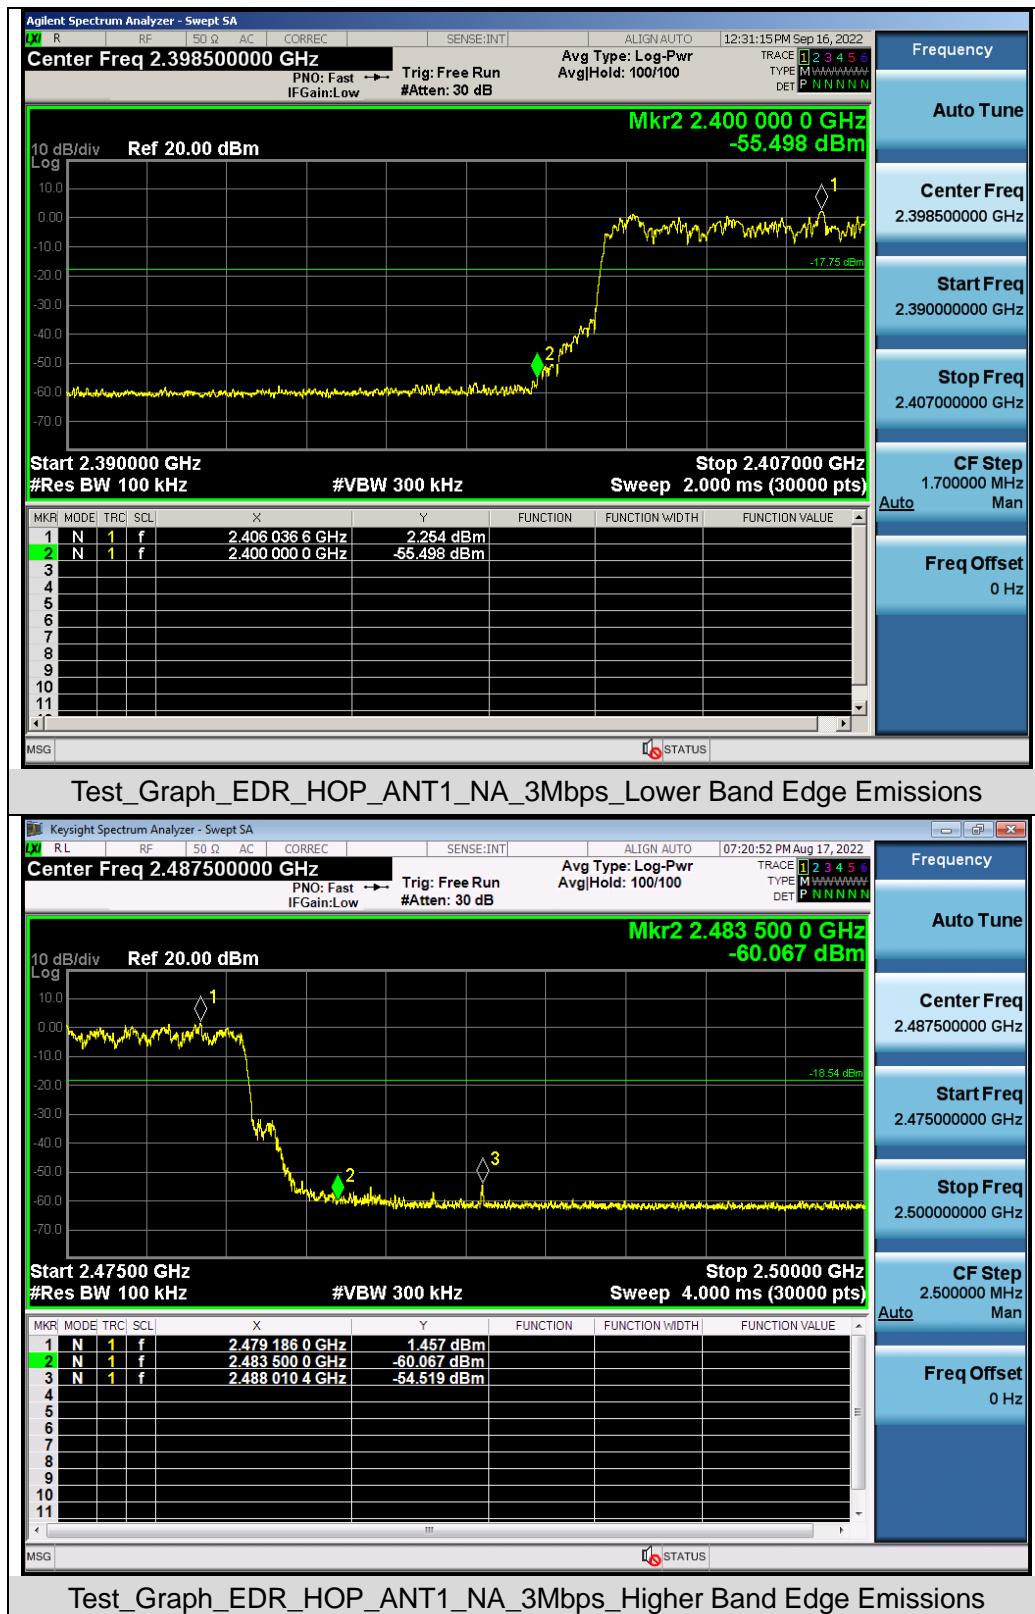 Agilent Spectrum Analyzer - Swept SA
LXI R RF 50 Ω AC CORREC SENSE:INT ALIGN AUTO 12:31:15 PM Sep 16, 2022
Center Freq 2.398500000 GHz
PNO: Fast
IFGain:Low
Trig: Free Run
#Atten: 30 dB
Avg Type: Log-Pwr
Avg|Hold: 100/100
TRACE 1 2 3 4 5 6
TYPE M WWWWW
DET P N N N N N
Mkr2 2.400 000 0 GHz
-55.498 dBm
10 dB/div Ref 20.00 dBm
Log
10.0
0.00
-10.0
-20.0
-30.0
-40.0
-50.0
-60.0
-70.0
1
-17.75 dBm
2
Start 2.390000 GHz Stop 2.407000 GHz
#Res BW 100 kHz #VBW 300 kHz Sweep 2.000 ms (30000 pts)
MKR MODE TRC SCL X Y FUNCTION FUNCTION WIDTH FUNCTION VALUE
1 N 1 f 2.406 036 6 GHz 2.254 dBm
2 N 1 f 2.400 000 0 GHz -55.498 dBm
3
4
5
6
7
8
9
10
11
MSG STATUS
Frequency
Auto Tune
Center Freq
2.398500000 GHz
Start Freq
2.390000000 GHz
Stop Freq
2.407000000 GHz
CF Step
1.700000 MHz
Auto Man
Freq Offset
0 Hz
Test_Graph_EDR_HOP_ANT1_NA_3Mbps_Lower Band Edge Emissions
Keysight Spectrum Analyzer - Swept SA
LXI RL RF 50 Ω AC CORREC SENSE:INT ALIGN AUTO 07:20:52 PM Aug 17, 2022
Center Freq 2.487500000 GHz
PNO: Fast
IFGain:Low
Trig: Free Run
#Atten: 30 dB
Avg Type: Log-Pwr
Avg|Hold: 100/100
TRACE 1 2 3 4 5 6
TYPE M WWWWW
DET P N N N N N
Mkr2 2.483 500 0 GHz
-60.067 dBm
10 dB/div Ref 20.00 dBm
Log
10.0
0.00
-10.0
-20.0
-30.0
-40.0
-50.0
-60.0
-70.0
1
-18.54 dBm
2
3
Start 2.47500 GHz Stop 2.50000 GHz
#Res BW 100 kHz #VBW 300 kHz Sweep 4.000 ms (30000 pts)
MKR MODE TRC SCL X Y FUNCTION FUNCTION WIDTH FUNCTION VALUE
1 N 1 f 2.479 186 0 GHz 1.457 dBm
2 N 1 f 2.483 500 0 GHz -60.067 dBm
3 N 1 f 2.488 010 4 GHz -54.519 dBm
4
5
6
7
8
9
10
11
MSG STATUS
Frequency
Auto Tune
Center Freq
2.487500000 GHz
Start Freq
2.475000000 GHz
Stop Freq
2.500000000 GHz
CF Step
2.500000 MHz
Auto Man
Freq Offset
0 Hz
Test_Graph_EDR_HOP_ANT1_NA_3Mbps_Higher Band Edge Emissions